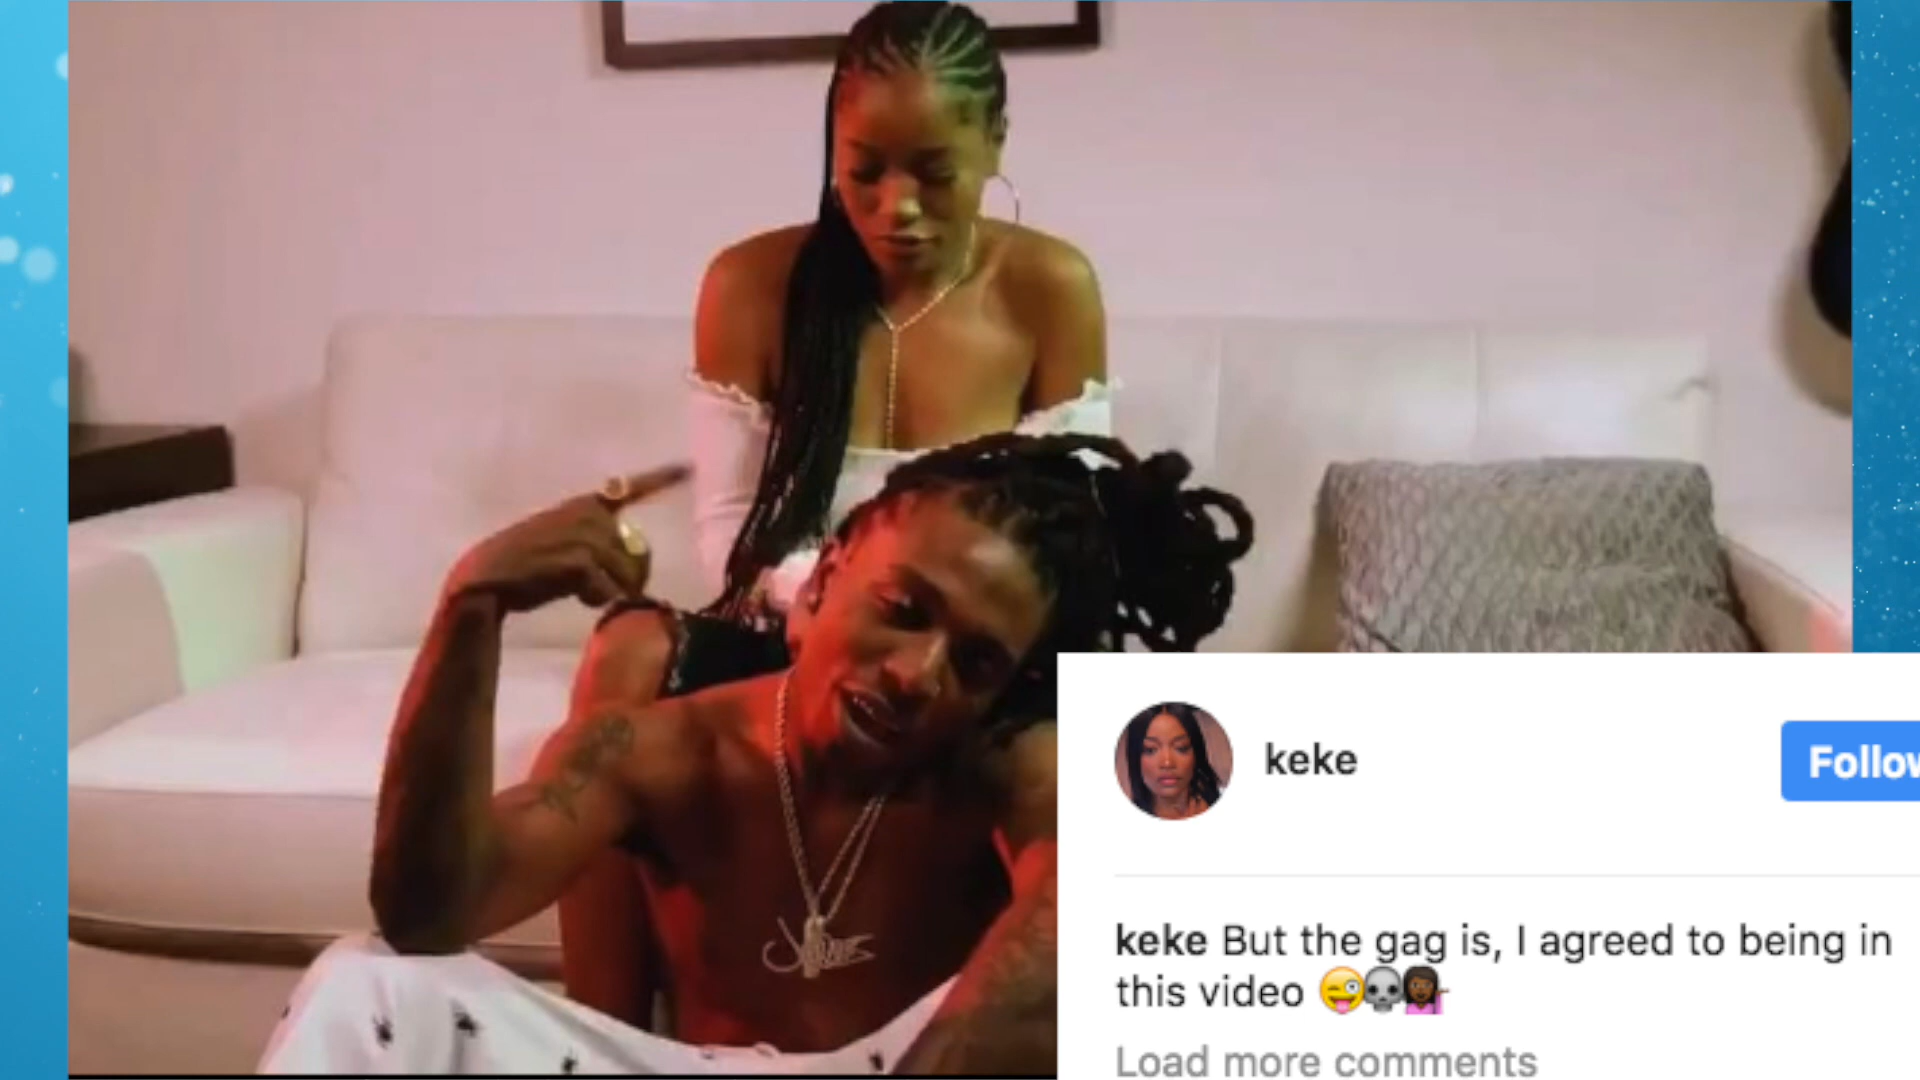 keke
Follow
keke But the gag is, I agreed to being in
this video 😜💀💁🏾
Load more comments